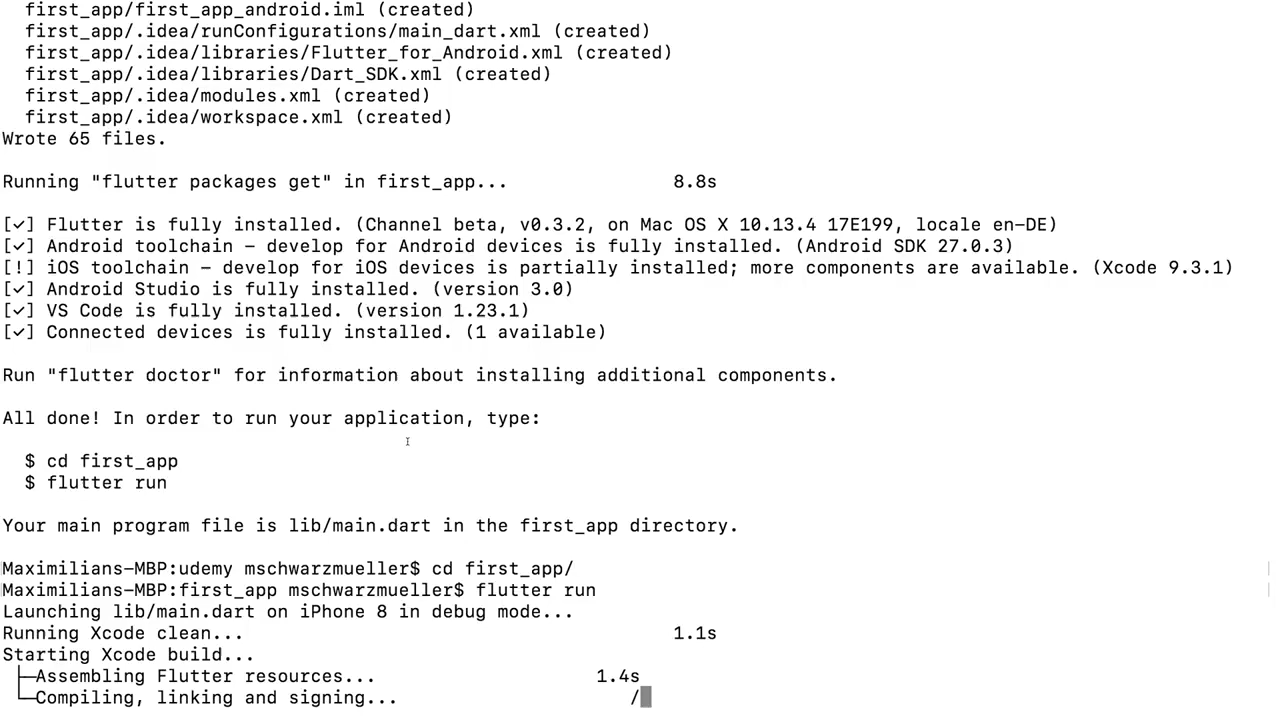 first_app/first_app_android.iml (created)
first_app/.idea/runConfigurations/main_dart.xml (created)
first_app/.idea/libraries/Flutter_for_Android.xml (created)
first_app/.idea/libraries/Dart_SDK.xml (created)
first_app/.idea/modules.xml (created)
first_app/.idea/workspace.xml (created)
Wrote 65 files.
Running "flutter packages get" in first_app... 8.8s
[✓] Flutter is fully installed. (Channel beta, v0.3.2, on Mac OS X 10.13.4 17E199, locale en-DE)
[✓] Android toolchain - develop for Android devices is fully installed. (Android SDK 27.0.3)
[!] iOS toolchain - develop for iOS devices is partially installed; more components are available. (Xcode 9.3.1)
[✓] Android Studio is fully installed. (version 3.0)
[✓] VS Code is fully installed. (version 1.23.1)
[✓] Connected devices is fully installed. (1 available)
Run "flutter doctor" for information about installing additional components.
All done! In order to run your application, type:
$ cd first_app
$ flutter run
Your main program file is lib/main.dart in the first_app directory.
Maximilians-MBP:udemy mschwarzmueller$ cd first_app/
Maximilians-MBP:first_app mschwarzmueller$ flutter run
Launching lib/main.dart on iPhone 8 in debug mode...
Running Xcode clean... 1.1s
Starting Xcode build...
├─Assembling Flutter resources... 1.4s
└─Compiling, linking and signing... /